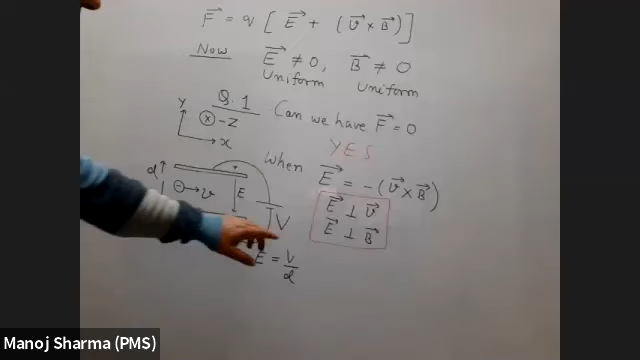 F = q [ E + (v × B) ]
Now E ≠ 0, B ≠ 0
Uniform Uniform
Q.1 Can we have F = 0
Y
-Z
x
YES
When E = -(v × B)
d
+
- v
E
V
E ⊥ v
E ⊥ B
E = V/d
Manoj Sharma (PMS)